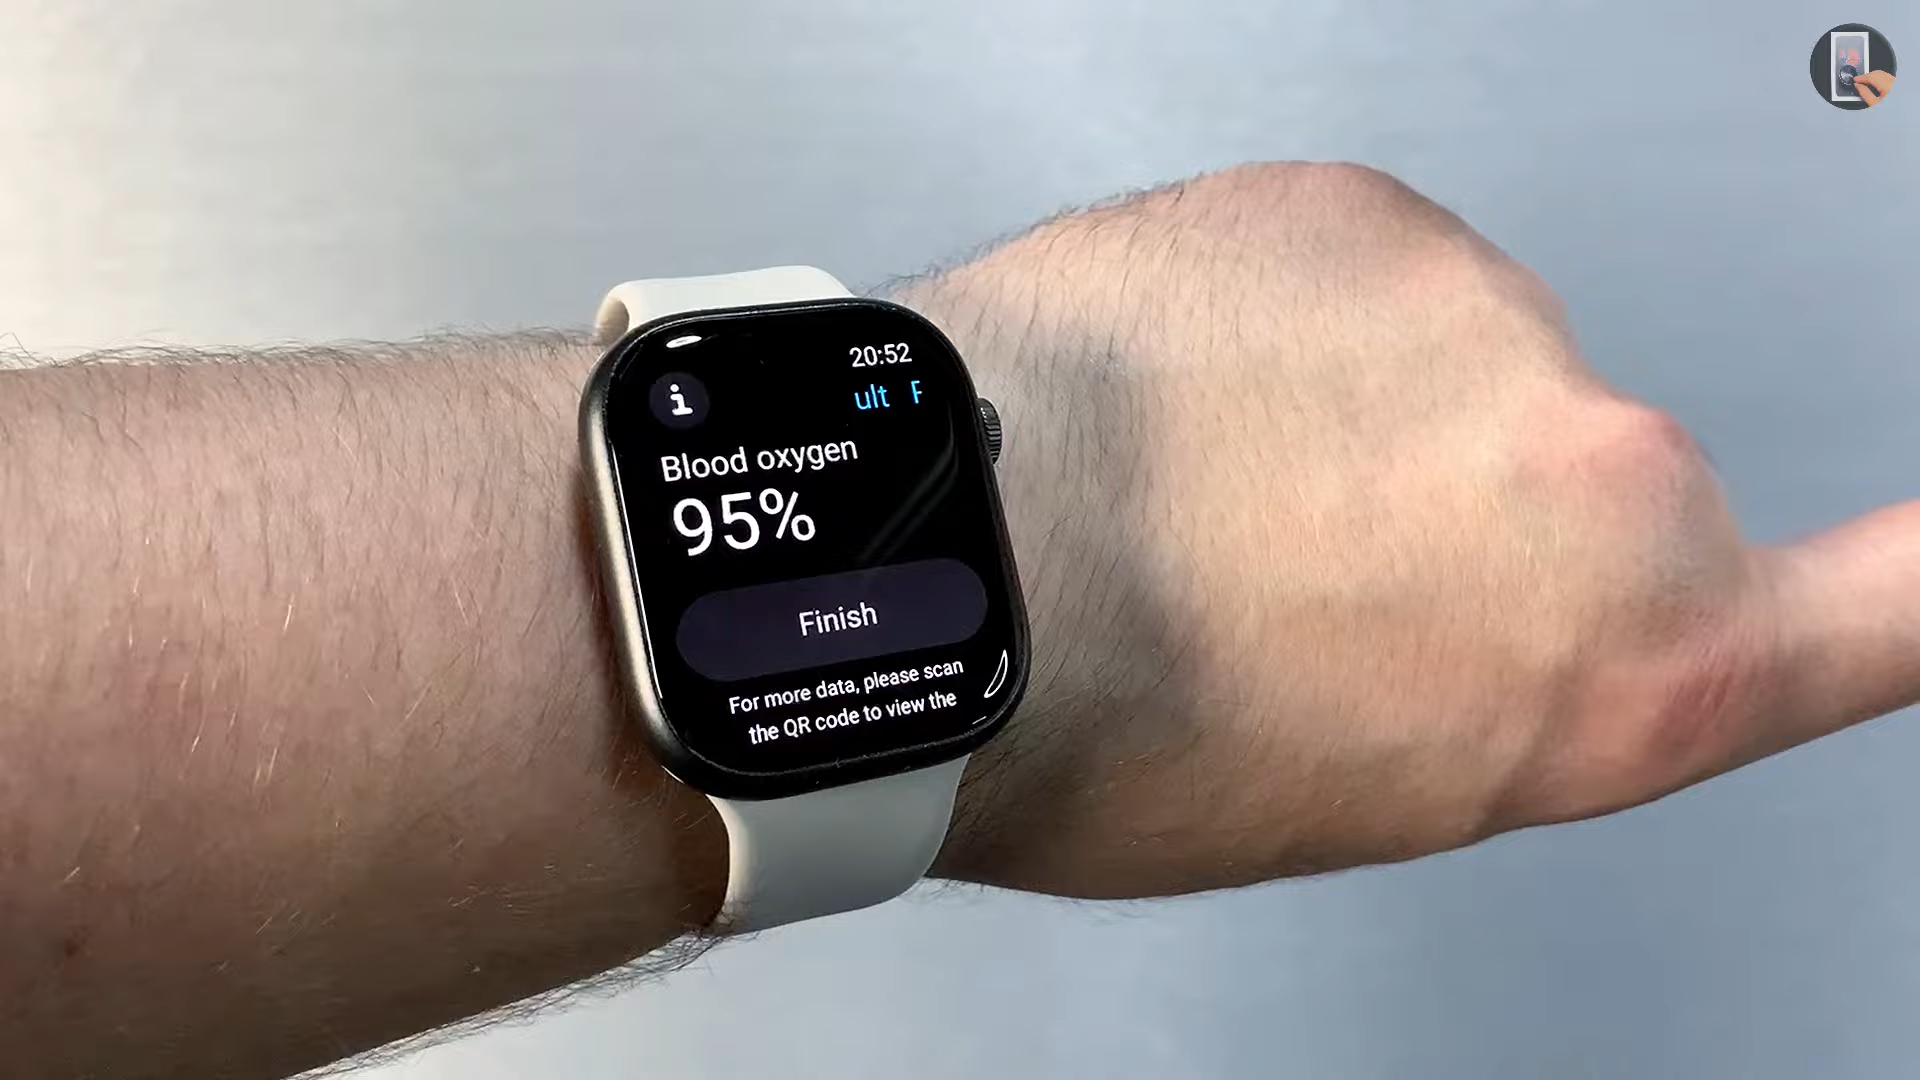 20:52
i
ult F
Blood oxygen
95%
Finish
For more data, please scan
the QR code to view the